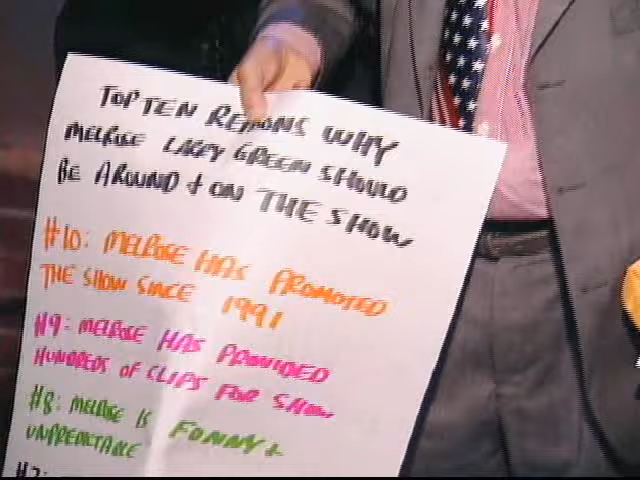 TOP TEN REASONS WHY
MELROSE LARRY GREEN SHOULD
BE AROUND + ON THE SHOW
#10: MELROSE HAS PROMOTED
THE SHOW SINCE 1991
#9: MELROSE HAS PROVIDED
HUNDREDS OF CLIPS FOR SHOW
#8: MELROSE IS FUNNY +
UNPREDICTABLE
#7: